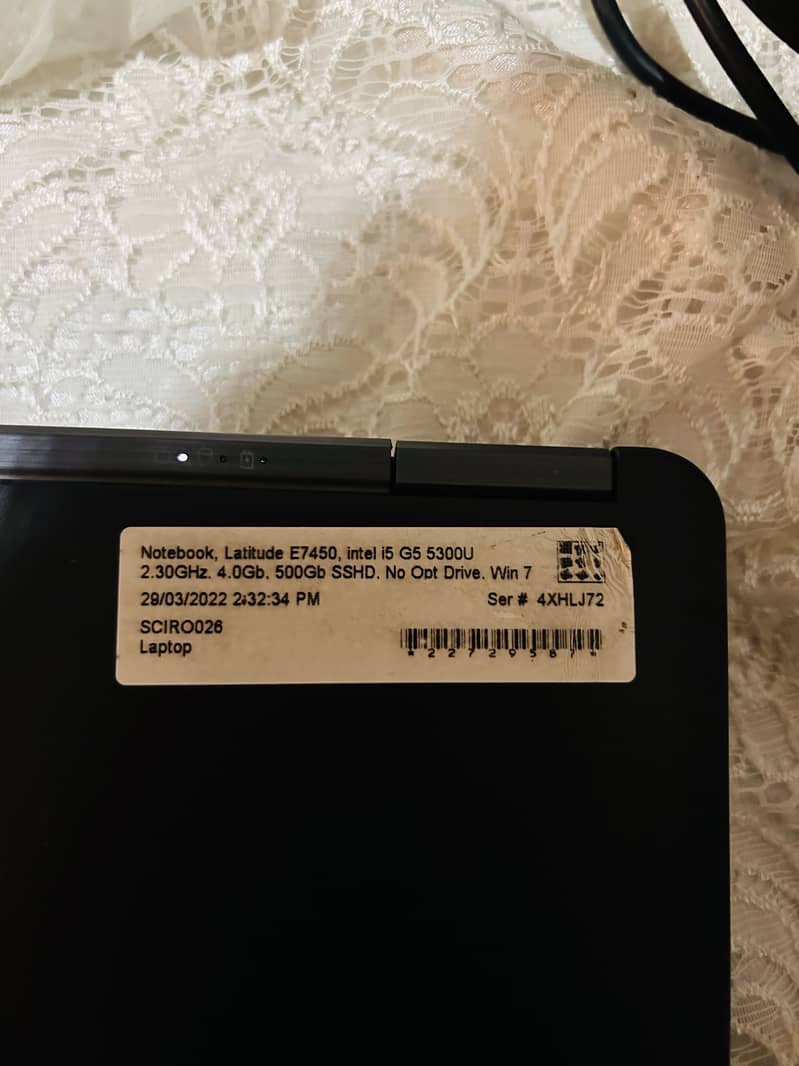 Notebook, Latitude E7450, intel i5 G5 5300U
2.30GHz, 4.0Gb, 500Gb SSHD, No Opt Drive, Win 7
29/03/2022 2:32:34 PM Ser # 4XHLJ72
SCIRO026
Laptop
*22729587*